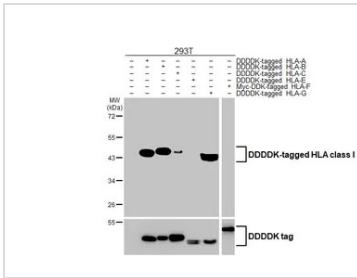 293T
DDDDK-tagged HLA-A
DDDDK-tagged HLA-B
DDDDK-tagged HLA-C
DDDDK-tagged HLA-E
Myc-DDK-tagged HLA-F
DDDDK-tagged HLA-G
MW
(kDa)
72
55
43
34
26
DDDDK-tagged HLA class I
55
DDDDK tag